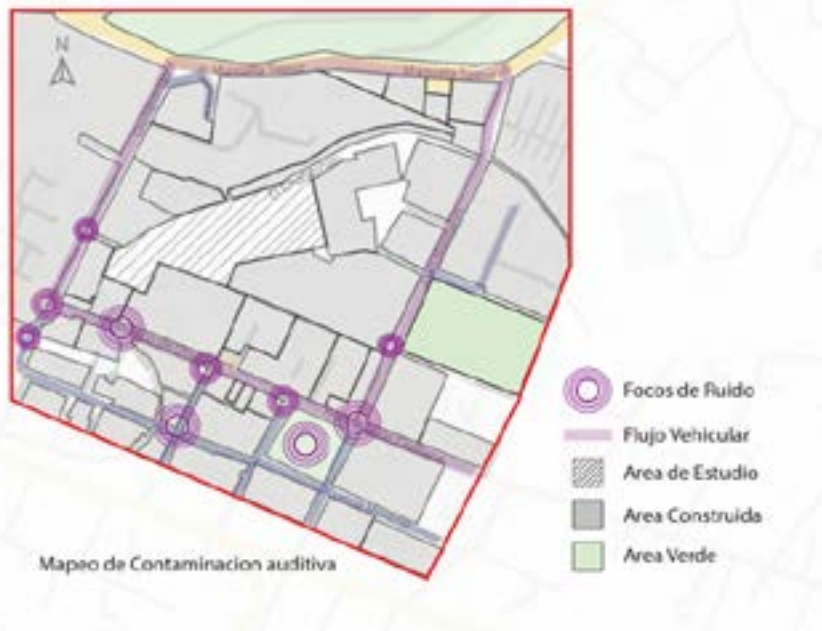 N
Focos de Ruido
Flujo Vehicular
Area de Estudio
Area Construida
Area Verde
Mapeo de Contaminacion auditiva